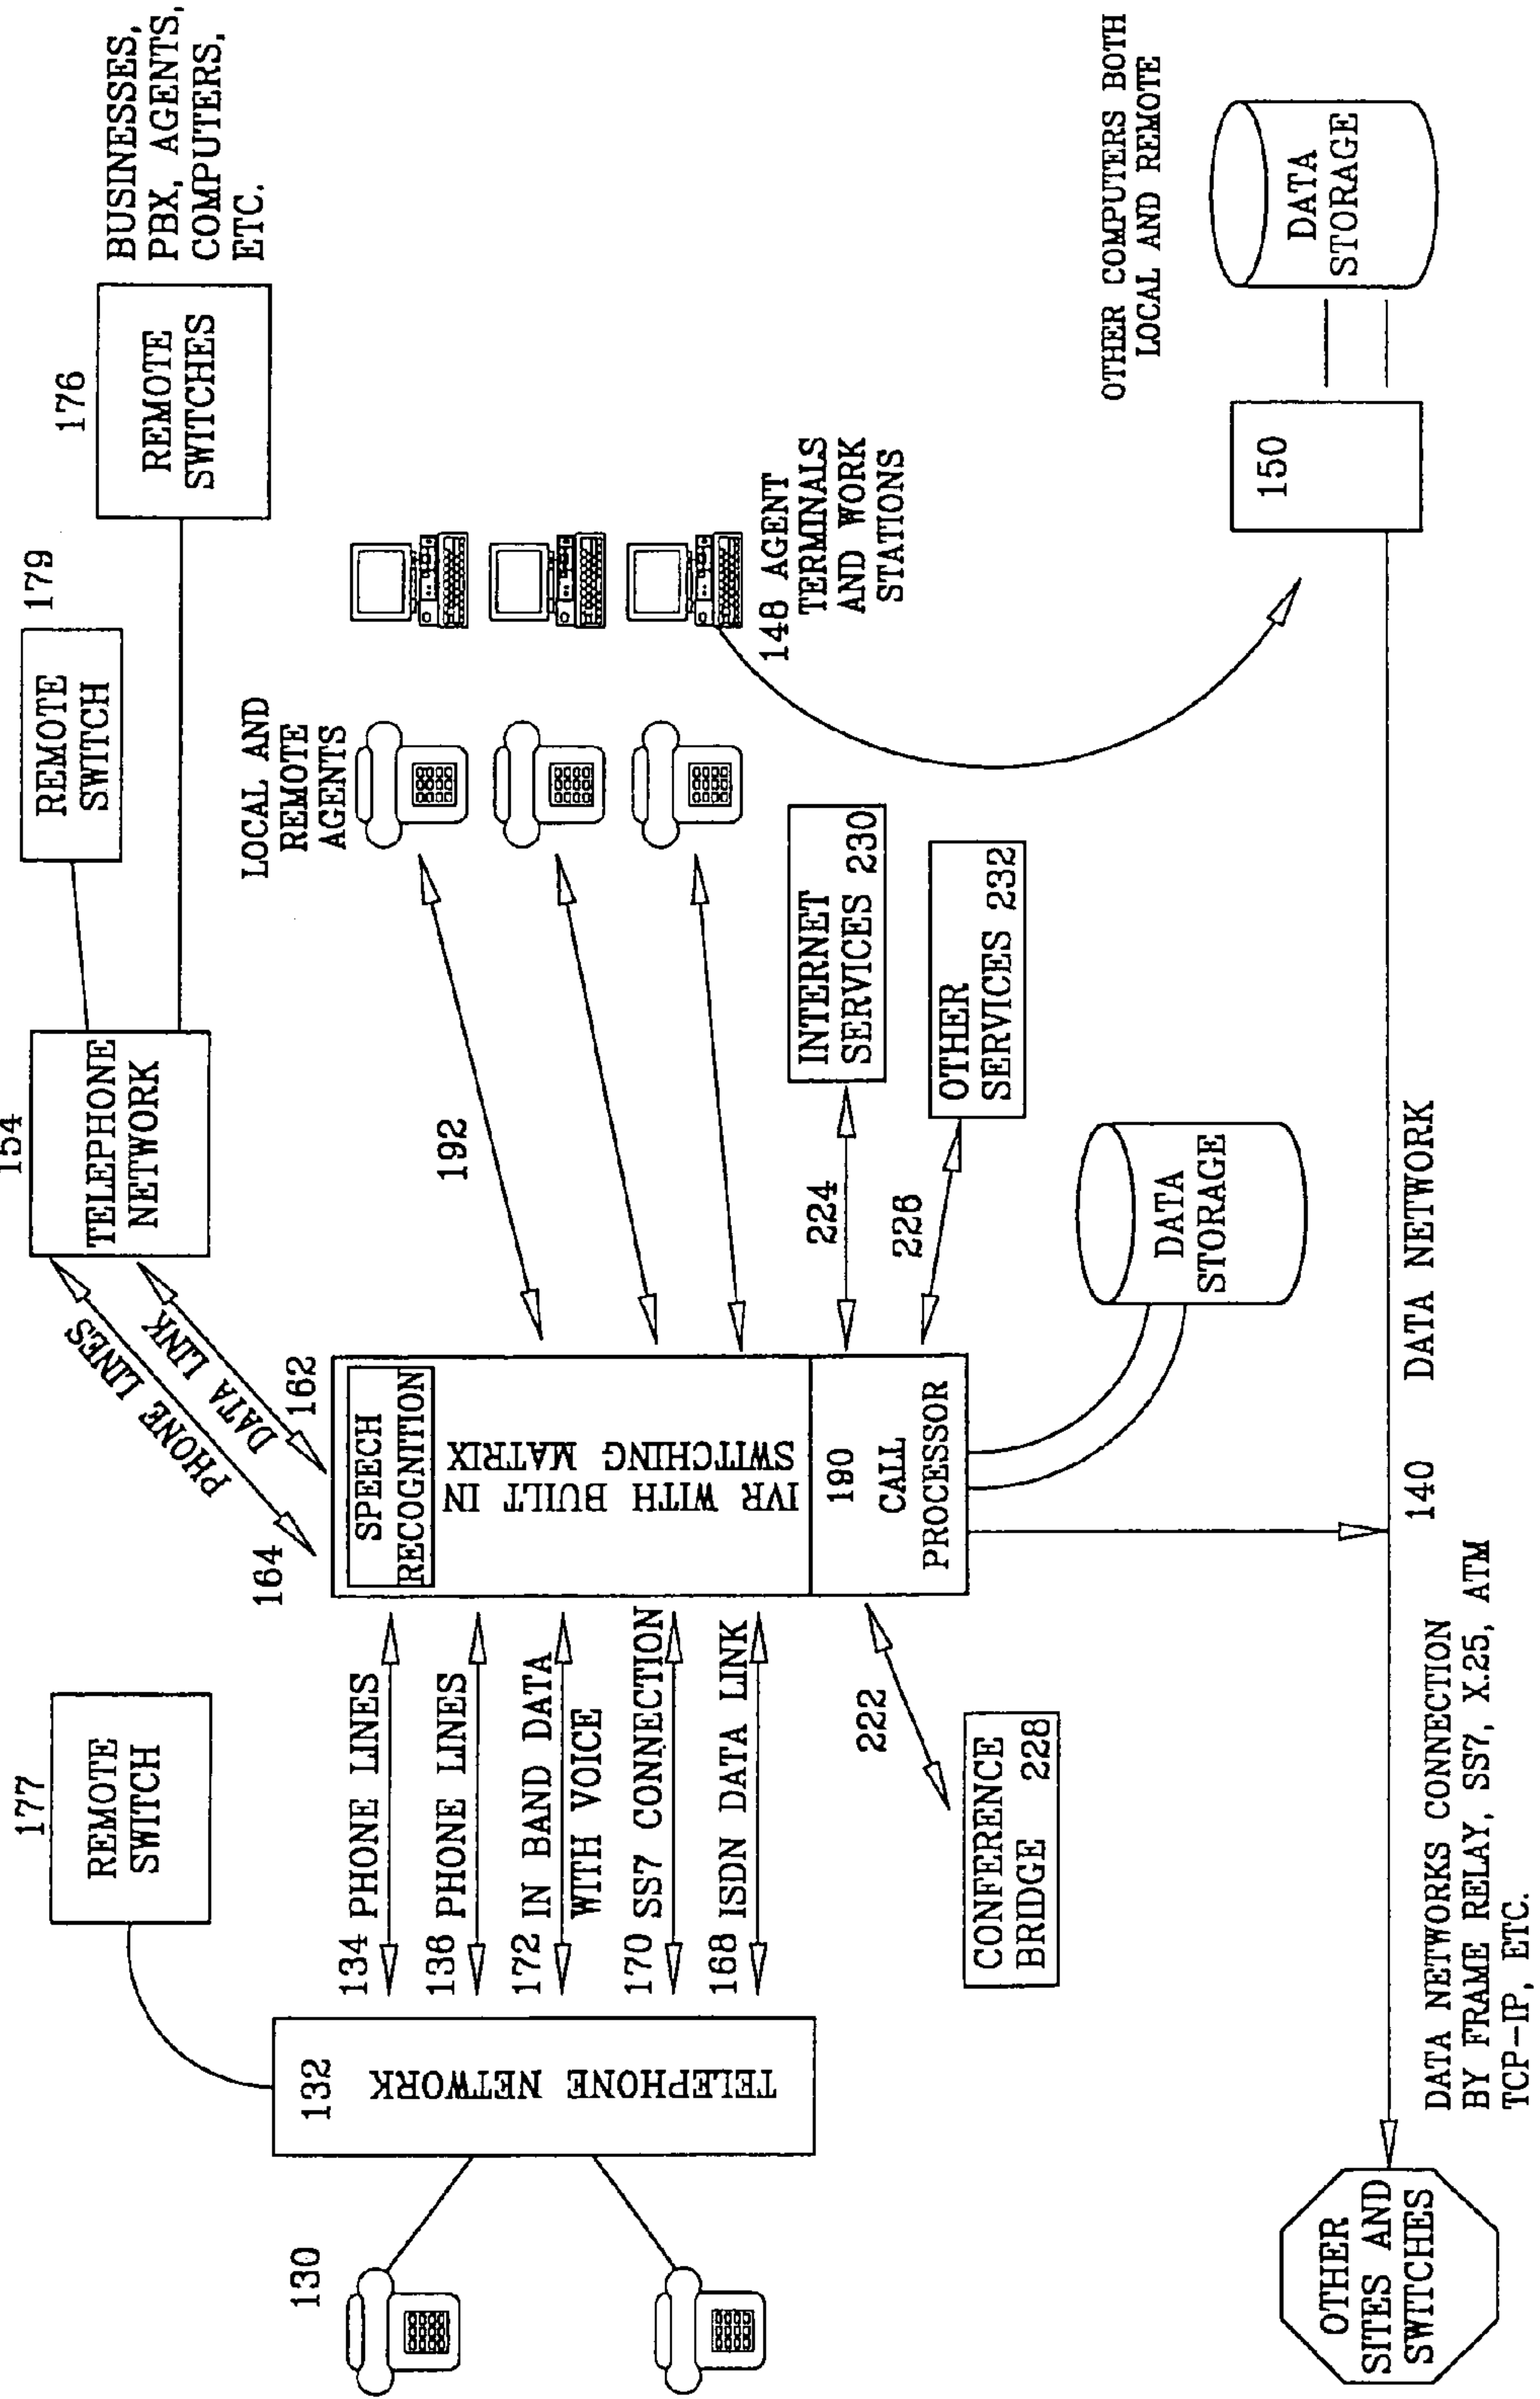 177
REMOTE
SWITCH
154
TELEPHONE
NETWORK
179
REMOTE
SWITCH
176
REMOTE
SWITCHES
BUSINESSES,
PBX, AGENTS,
COMPUTERS,
ETC.
PHONE LINES
DATA LINK
164
162
130
132
TELEPHONE NETWORK
134 PHONE LINES
136 PHONE LINES
172 IN BAND DATA
WITH VOICE
170 SS7 CONNECTION
168 ISDN DATA LINK
SPEECH
RECOGNITION
IVR WITH BUILT IN
SWITCHING MATRIX
190
CALL
PROCESSOR
192
LOCAL AND
REMOTE
AGENTS
148 AGENT
TERMINALS
AND WORK
STATIONS
224
INTERNET
SERVICES 230
226
OTHER
SERVICES 232
222
CONFERENCE
BRIDGE 228
DATA
STORAGE
OTHER COMPUTERS BOTH
LOCAL AND REMOTE
150
DATA
STORAGE
OTHER
SITES AND
SWITCHES
140 DATA NETWORK
DATA NETWORKS CONNECTION
BY FRAME RELAY, SS7, X.25, ATM
TCP-IP, ETC.